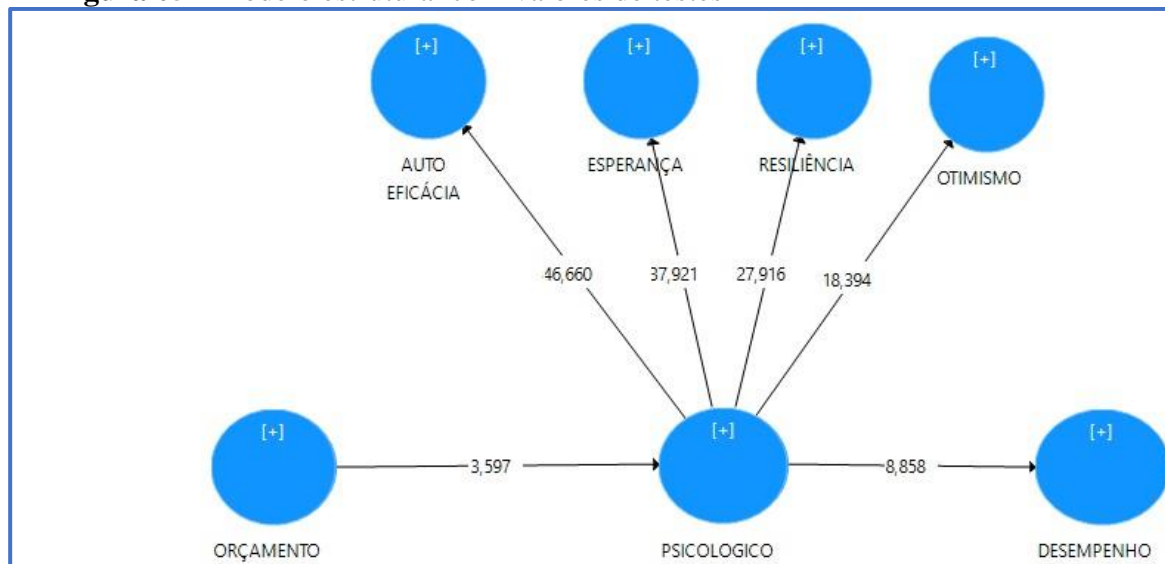 [+] [+] [+] [+]
AUTO
EFICÁCIA
ESPERANÇA
RESILIÊNCIA
OTIMISMO
46,660
37,921
27,916
18,394
[+] [+] [+]
3,597
8,858
ORÇAMENTO
PSICOLOGICO
DESEMPENHO